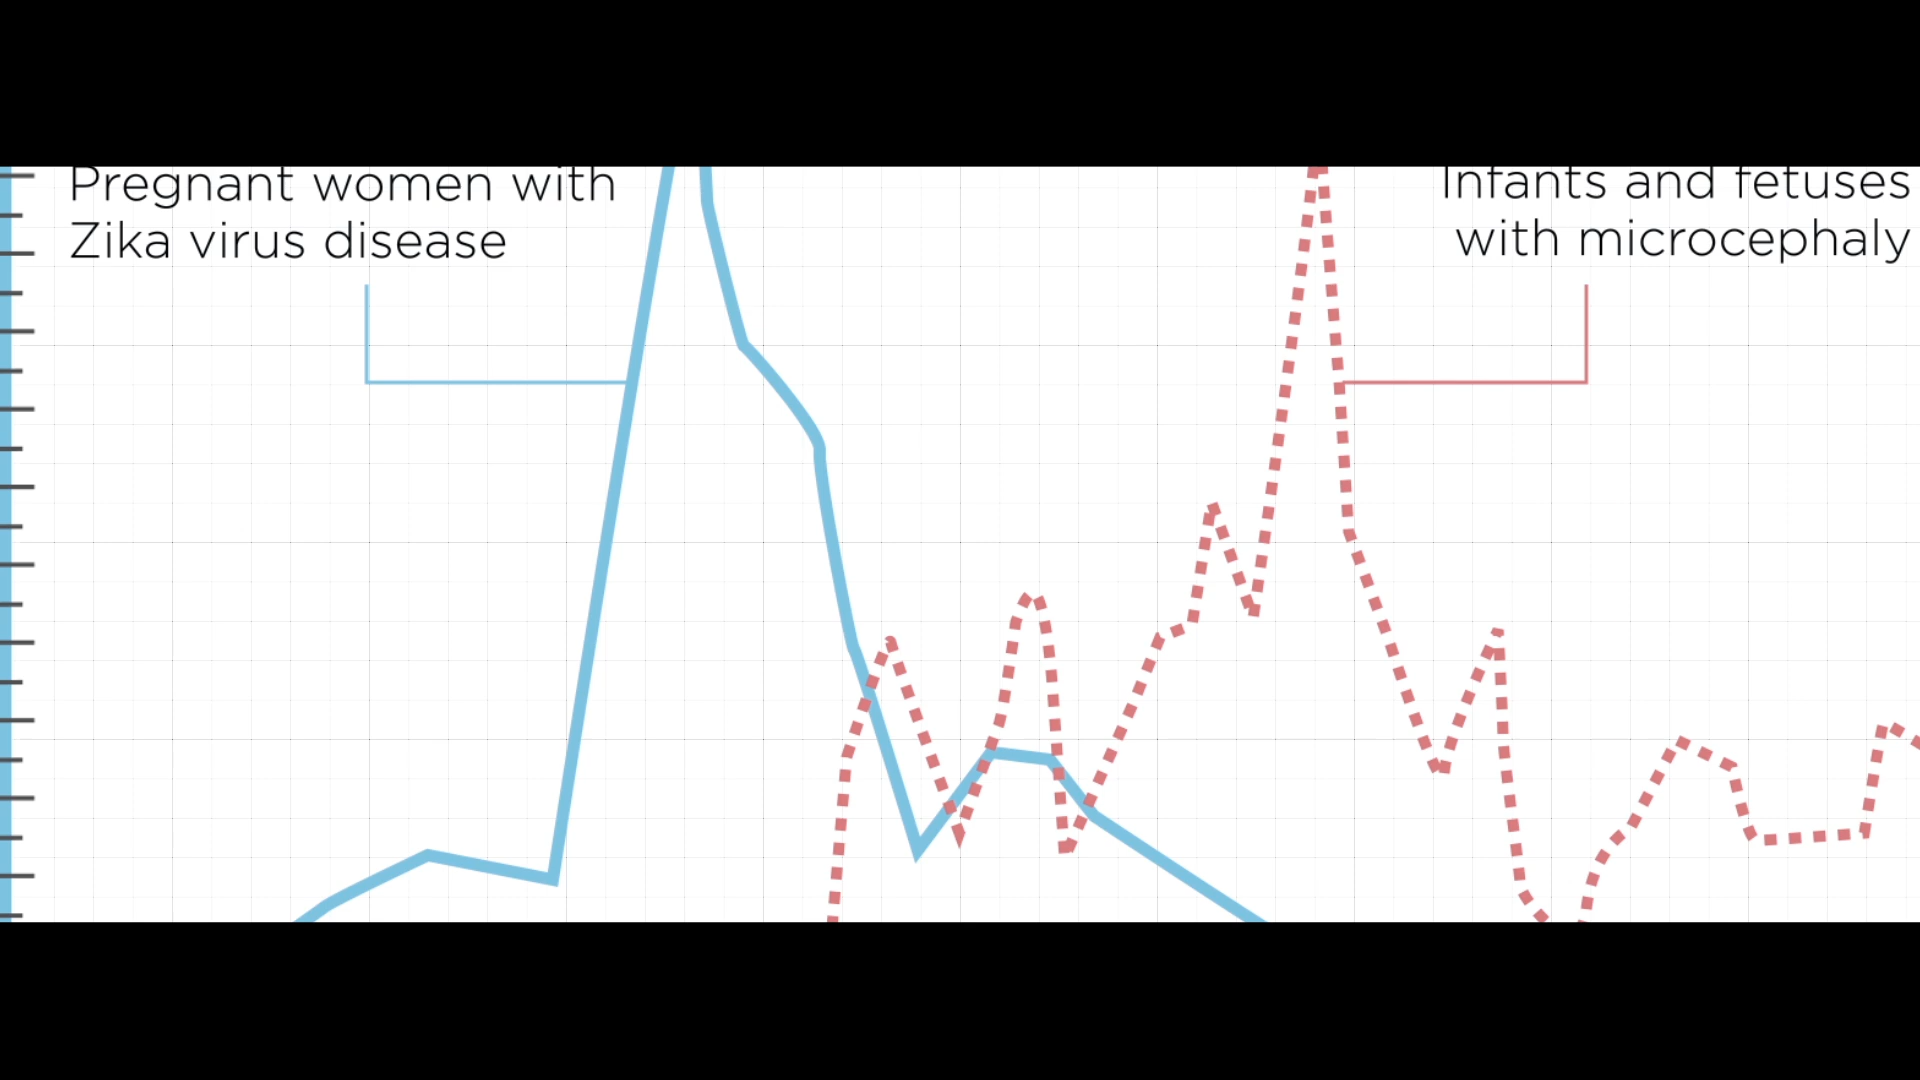 Pregnant women with
Zika virus disease
Infants and fetuses
with microcephaly